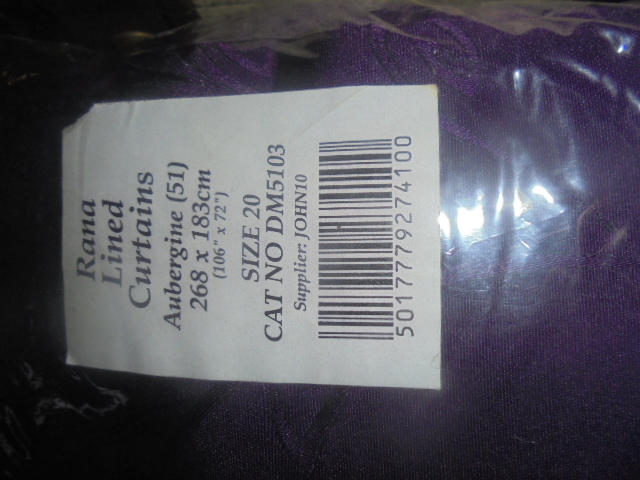 Rana
Lined
Curtains
Aubergine (51)
268 x 183cm
(106" x 72")
SIZE 20
CAT NO DM5103
Supplier: JOHN10
5017779274100